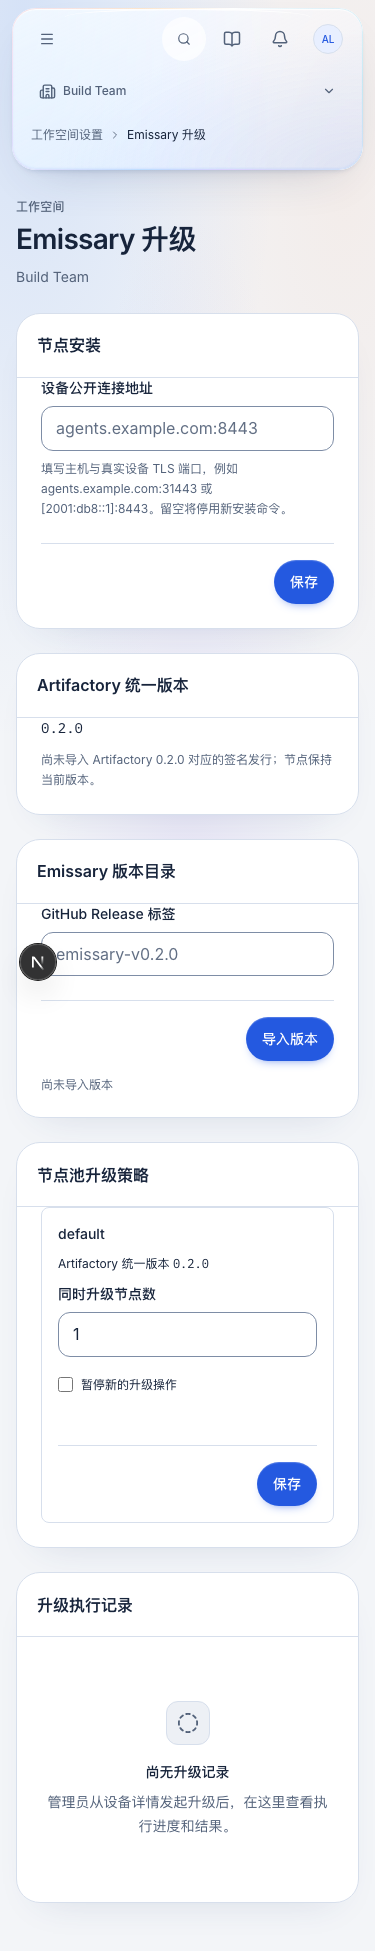 AL
Build Team
工作空间设置 > Emissary 升级
工作空间
Emissary 升级
Build Team
节点安装
设备公开连接地址
agents.example.com:8443
填写主机与真实设备 TLS 端口，例如
agents.example.com:31443 或
[2001:db8::1]:8443。留空将停用新安装命令。
保存
Artifactory 统一版本
0.2.0
尚未导入 Artifactory 0.2.0 对应的签名发行；节点保持
当前版本。
Emissary 版本目录
GitHub Release 标签
emissary-v0.2.0
N
导入版本
尚未导入版本
节点池升级策略
default
Artifactory 统一版本 0.2.0
同时升级节点数
1
暂停新的升级操作
保存
升级执行记录
尚无升级记录
管理员从设备详情发起升级后，在这里查看执
行进度和结果。